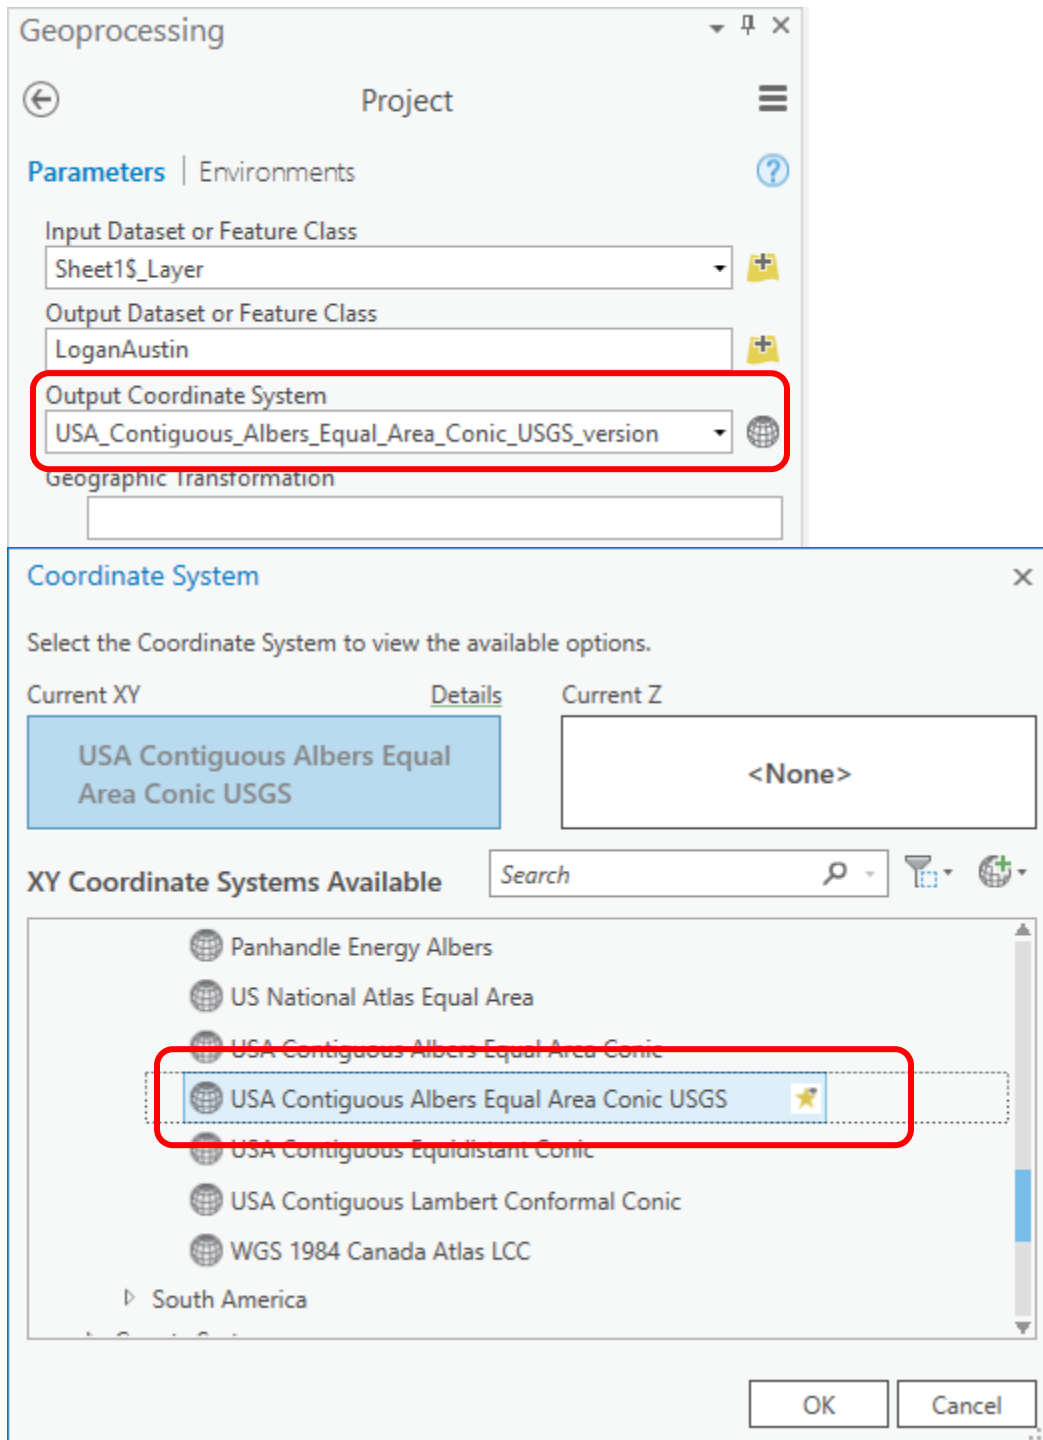 Geoprocessing
Project
Parameters | Environments
Input Dataset or Feature Class
Sheet1$_Layer
Output Dataset or Feature Class
LoganAustin
Output Coordinate System
USA_Contiguous_Albers_Equal_Area_Conic_USGS_version
Geographic Transformation
Coordinate System
Select the Coordinate System to view the available options.
Current XY Details Current Z
USA Contiguous Albers Equal
Area Conic USGS
<None>
XY Coordinate Systems Available Search
Panhandle Energy Albers
US National Atlas Equal Area
USA Contiguous Albers Equal Area Conic
USA Contiguous Albers Equal Area Conic USGS
USA Contiguous Equidistant Conic
USA Contiguous Lambert Conformal Conic
WGS 1984 Canada Atlas LCC
South America
OK Cancel